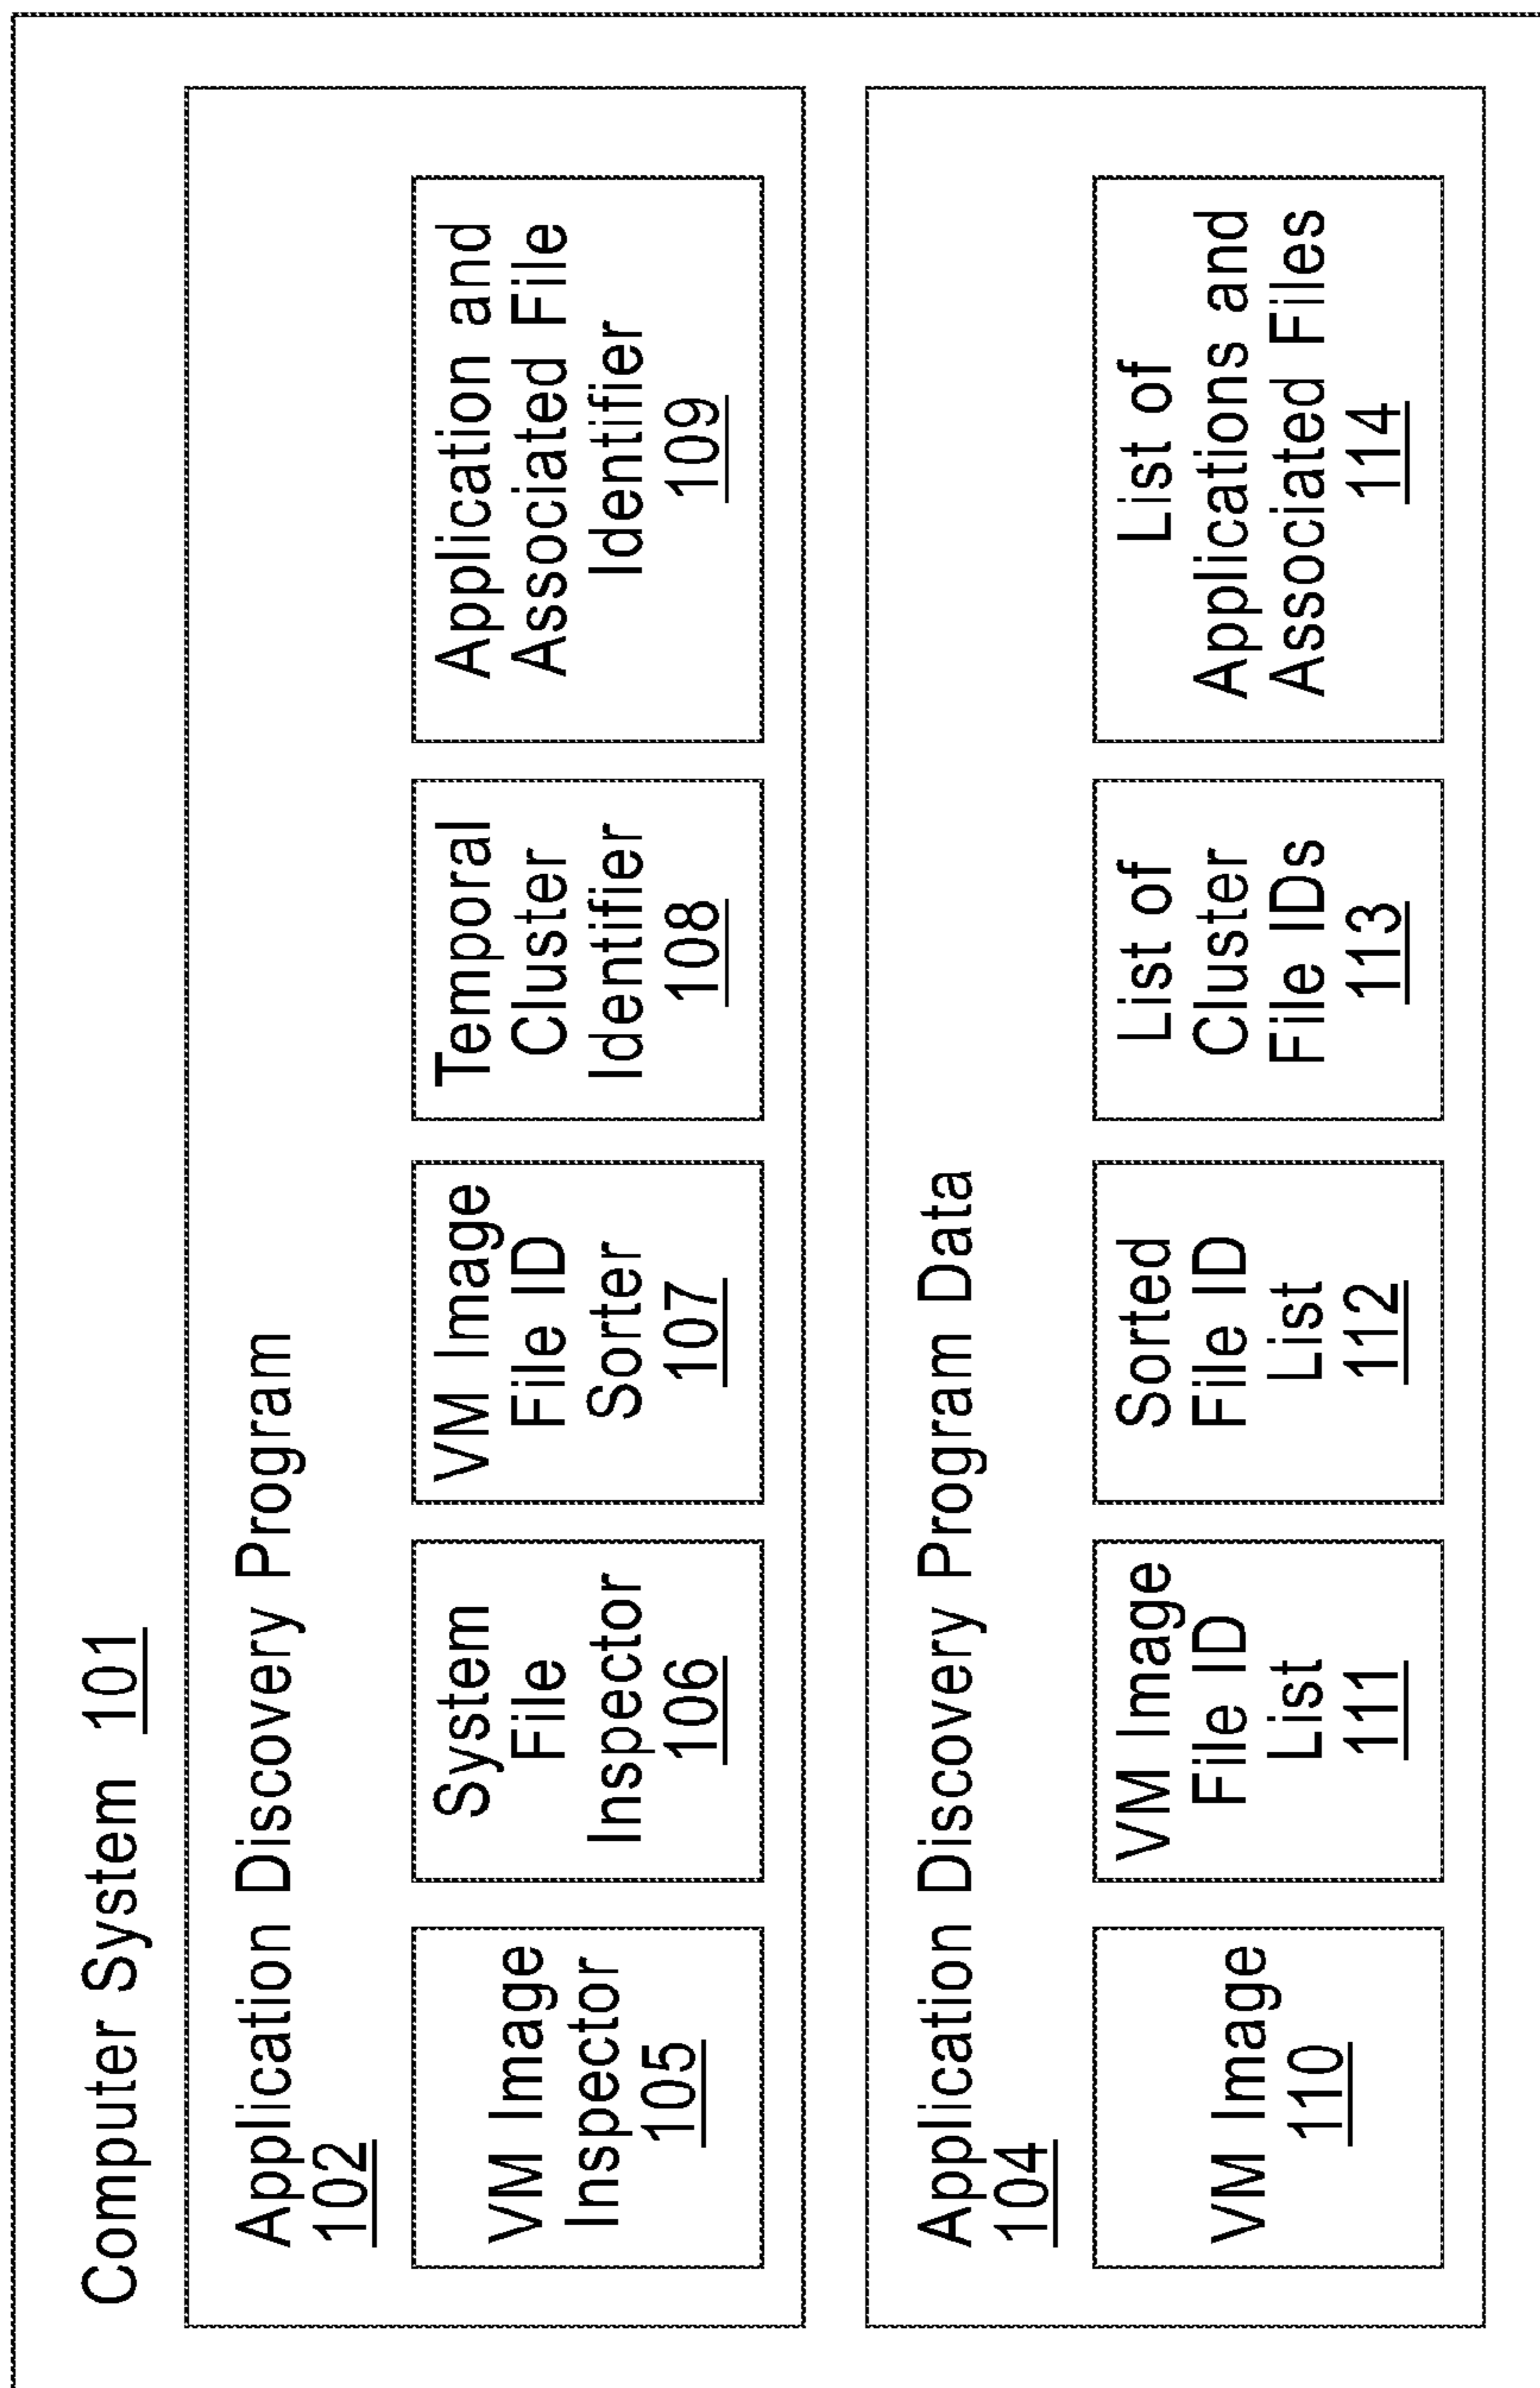 Computer System 101
Application Discovery Program
102
VM Image
Inspector
105
System
File
Inspector
106
VM Image
File ID
Sorter
107
Temporal
Cluster
Identifier
108
Application and
Associated File
Identifier
109
Application Discovery Program Data
104
VM Image
110
VM Image
File ID
List
111
Sorted
File ID
List
112
List of
Cluster
File IDs
113
List of
Applications and
Associated Files
114